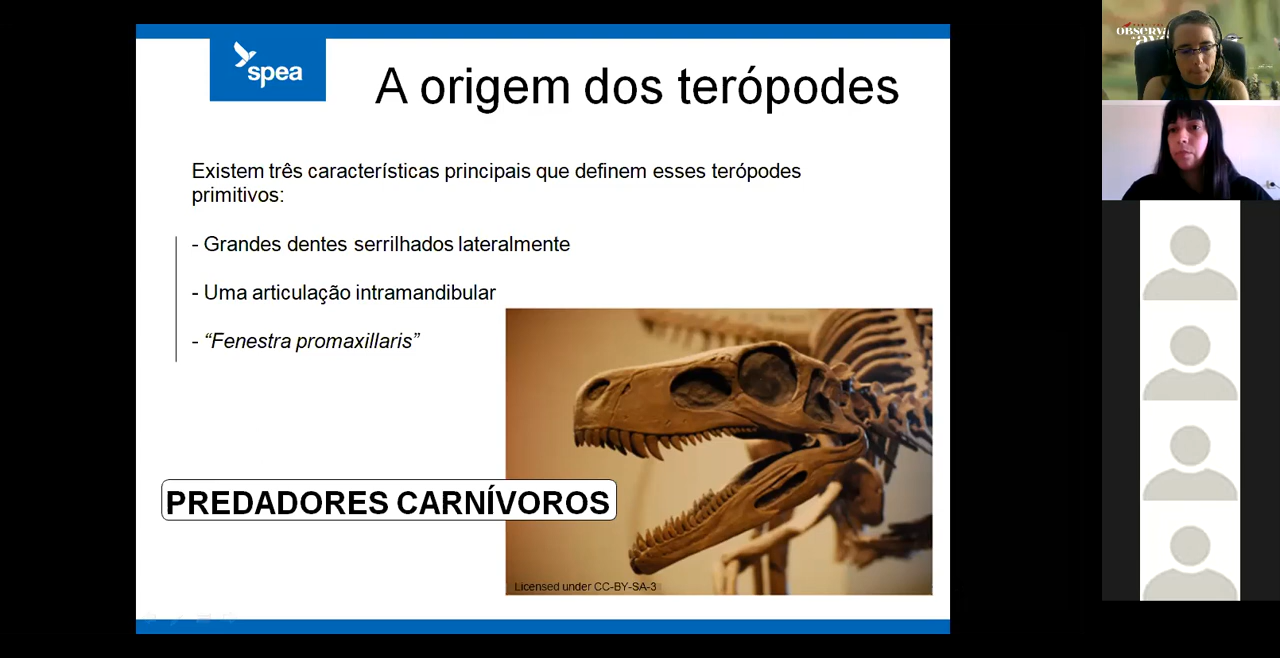 spea
A origem dos terópodes
Existem três características principais que definem esses terópodes
primitivos:
- Grandes dentes serrilhados lateralmente
- Uma articulação intramandibular
- “Fenestra promaxillaris”
PREDADORES CARNÍVOROS
Licensed under CC-BY-SA-3